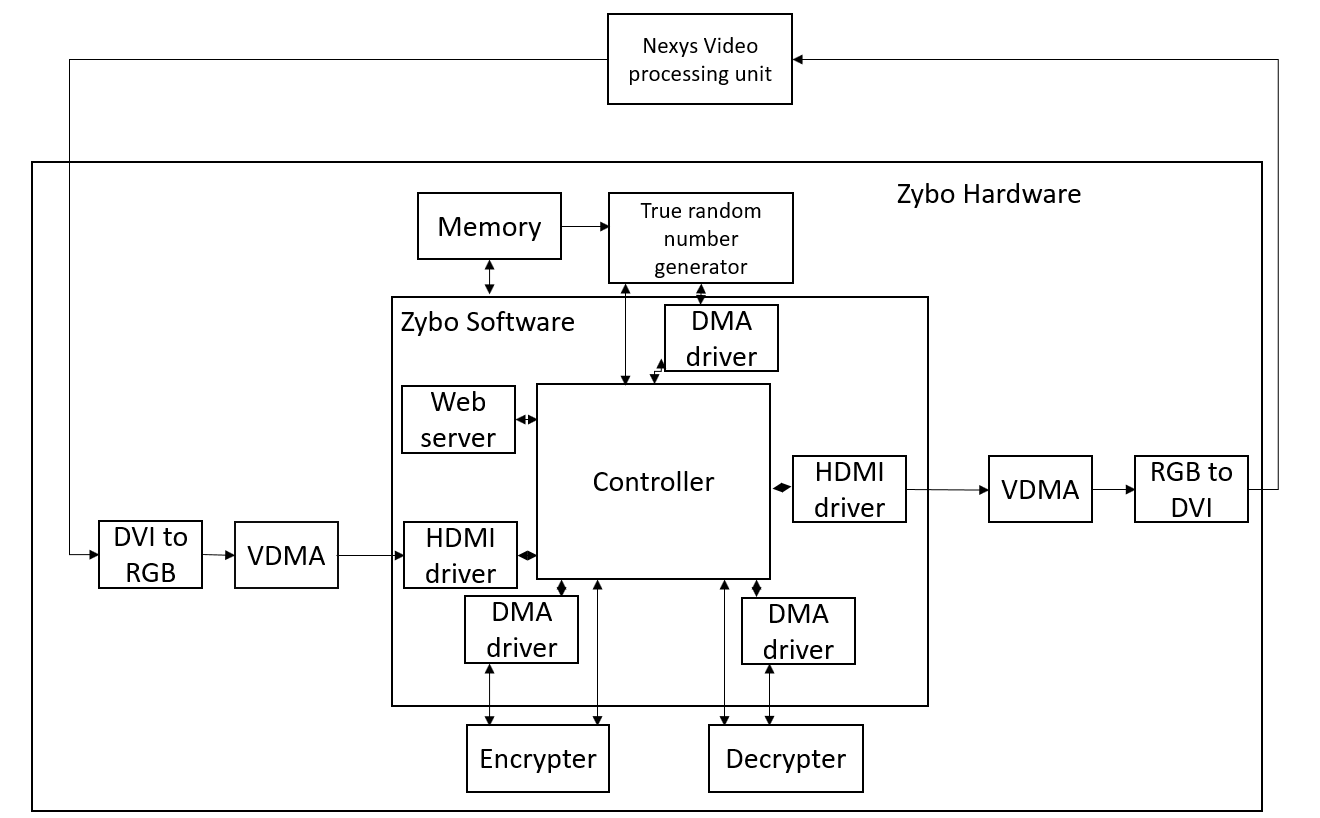 Nexys Video
processing unit
Zybo Hardware
Memory
True random
number
generator
Zybo Software
DMA
driver
Web
server
Controller
HDMI
driver
VDMA
RGB to
DVI
DVI to
RGB
VDMA
HDMI
driver
DMA
driver
DMA
driver
Encrypter
Decrypter